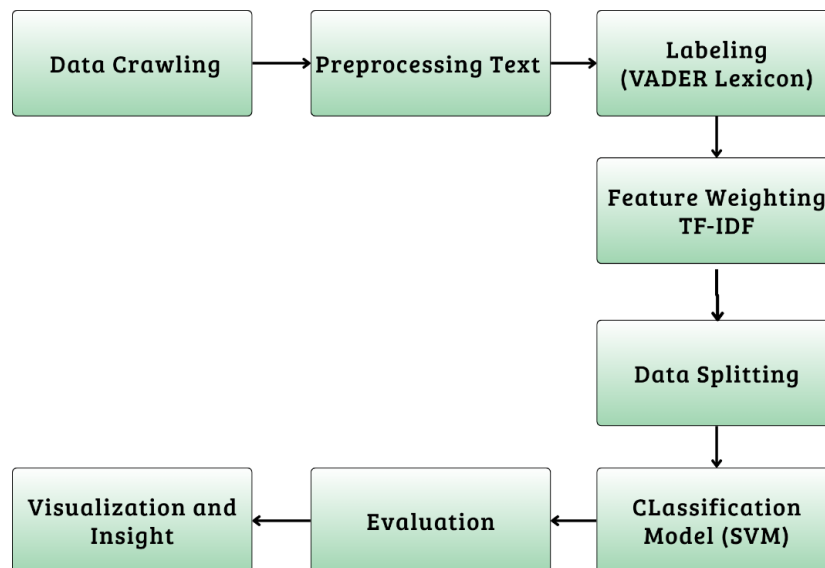 Data Crawling
Preprocessing Text
Labeling
(VADER Lexicon)
Feature Weighting
TF-IDF
Data Splitting
CLassification
Model (SVM)
Evaluation
Visualization and
Insight